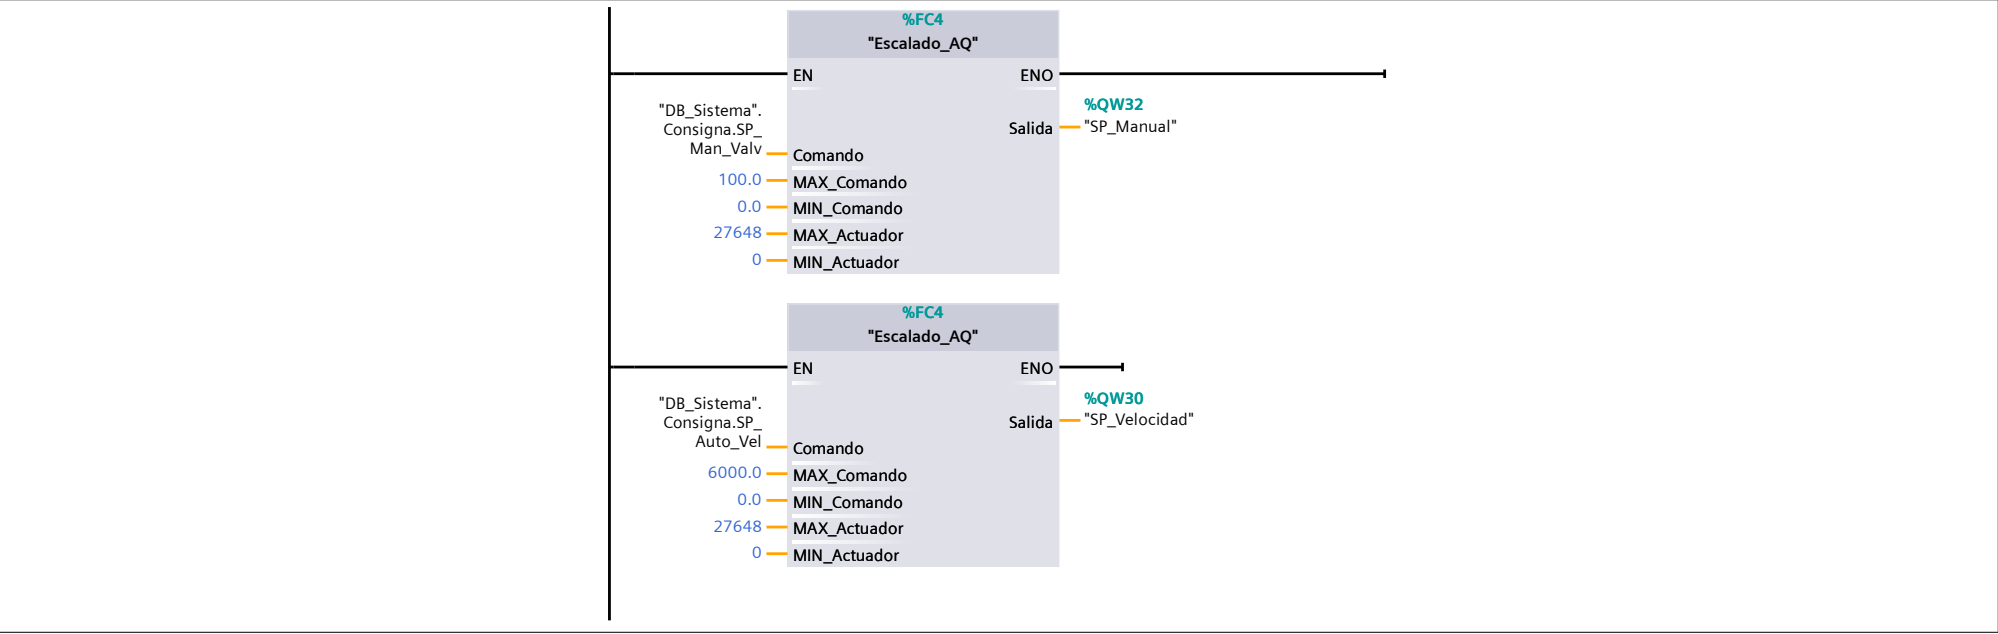 %FC4
"Escalado_AQ"
EN
ENO
"DB_Sistema".
Consigna.SP_
Man_Valv
Comando
%QW32
Salida
"SP_Manual"
100.0
MAX_Comando
0.0
MIN_Comando
27648
MAX_Actuador
0
MIN_Actuador
%FC4
"Escalado_AQ"
EN
ENO
"DB_Sistema".
Consigna.SP_
Auto_Vel
Comando
%QW30
Salida
"SP_Velocidad"
6000.0
MAX_Comando
0.0
MIN_Comando
27648
MAX_Actuador
0
MIN_Actuador